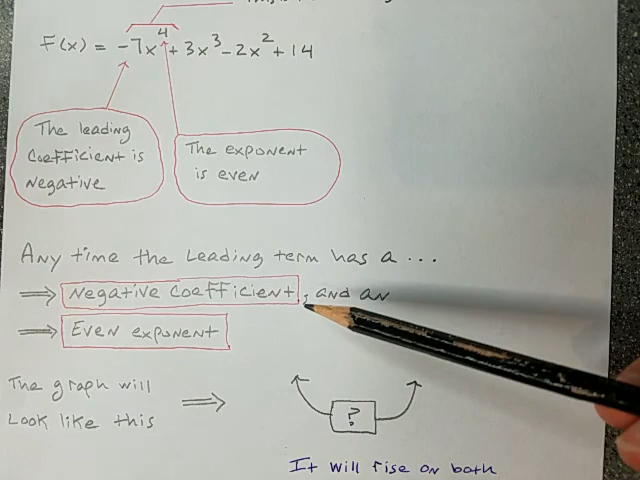 F(x) = -7x⁴ + 3x³ - 2x² + 14
The leading
coefficient is
negative
The exponent
is even
Any time the leading term has a ...
⇒ Negative coefficient, and an
⇒ Even exponent
The graph will
Look like this ⇒
?
It will rise on both